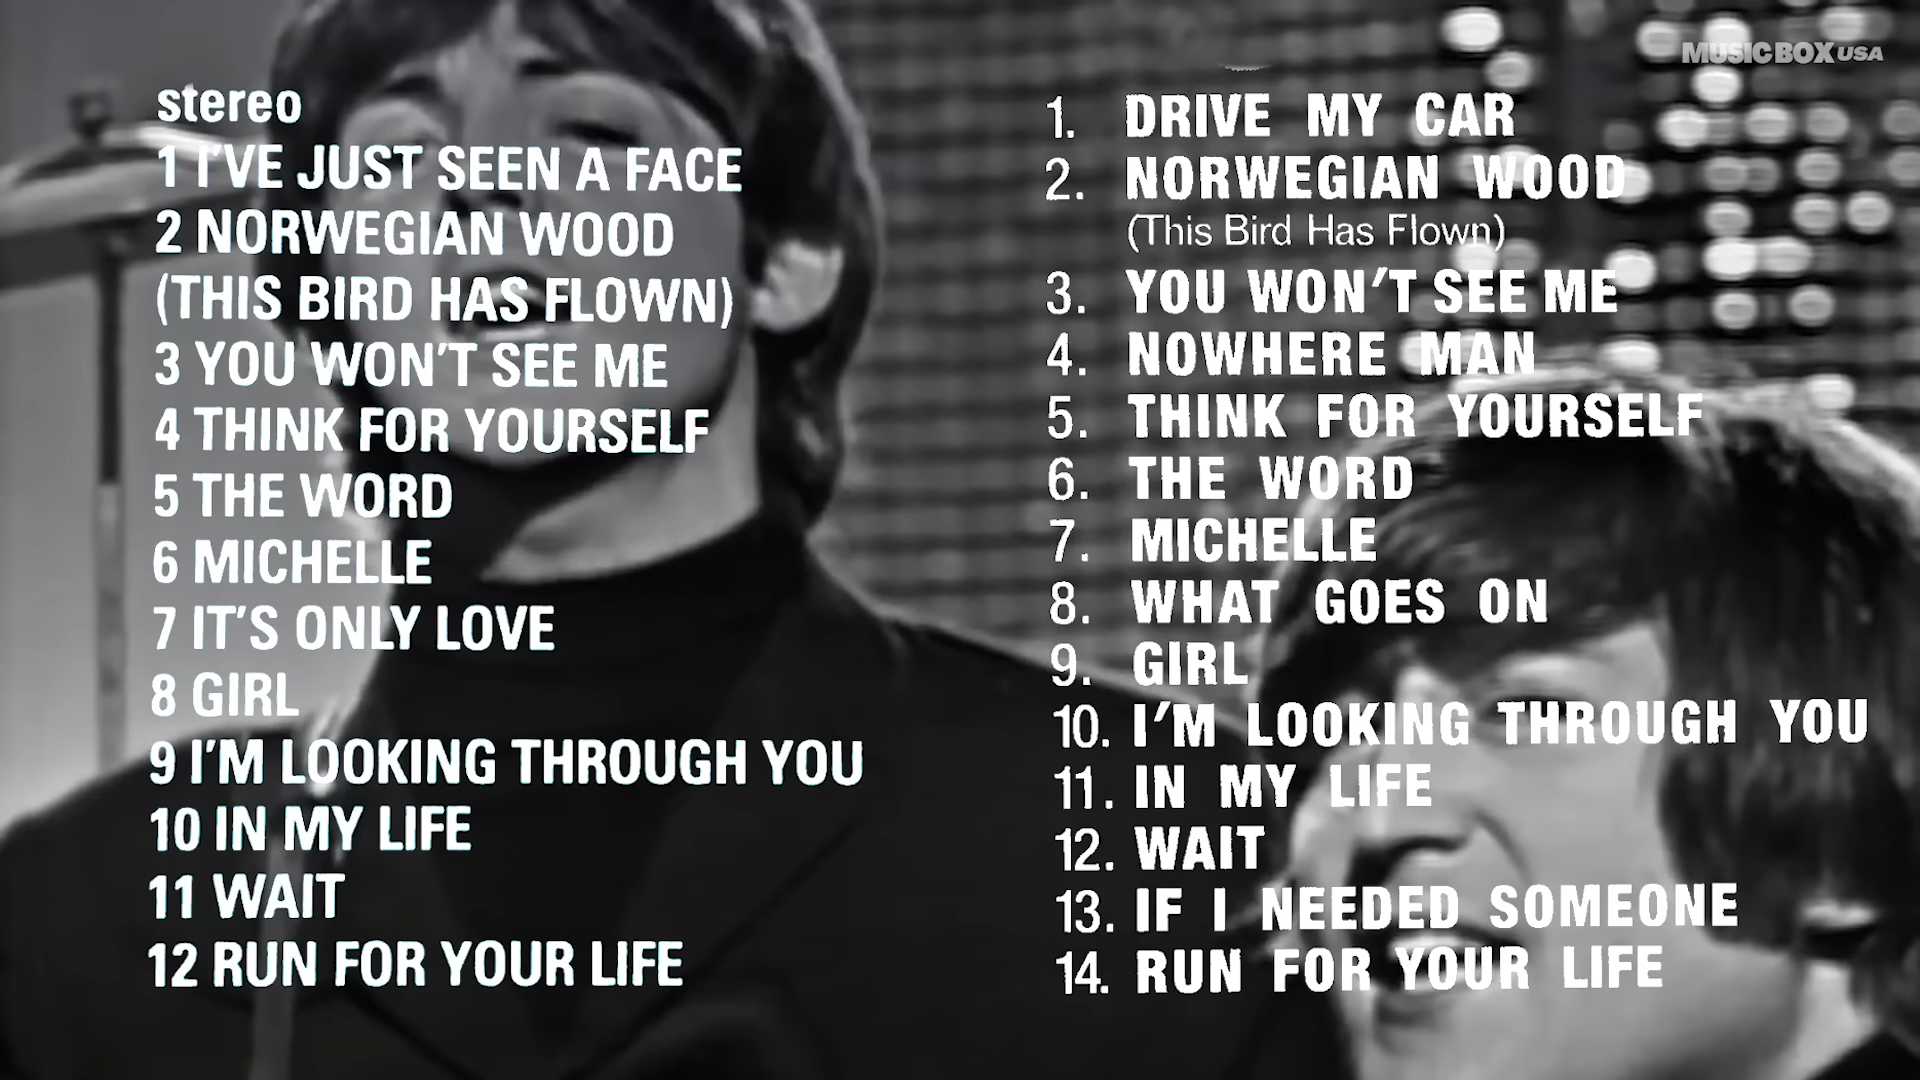 MUSIC BOX USA
stereo
1 I'VE JUST SEEN A FACE
2 NORWEGIAN WOOD
(THIS BIRD HAS FLOWN)
3 YOU WON'T SEE ME
4 THINK FOR YOURSELF
5 THE WORD
6 MICHELLE
7 IT'S ONLY LOVE
8 GIRL
9 I'M LOOKING THROUGH YOU
10 IN MY LIFE
11 WAIT
12 RUN FOR YOUR LIFE
1. DRIVE MY CAR
2. NORWEGIAN WOOD
(This Bird Has Flown)
3. YOU WON'T SEE ME
4. NOWHERE MAN
5. THINK FOR YOURSELF
6. THE WORD
7. MICHELLE
8. WHAT GOES ON
9. GIRL
10. I'M LOOKING THROUGH YOU
11. IN MY LIFE
12. WAIT
13. IF I NEEDED SOMEONE
14. RUN FOR YOUR LIFE